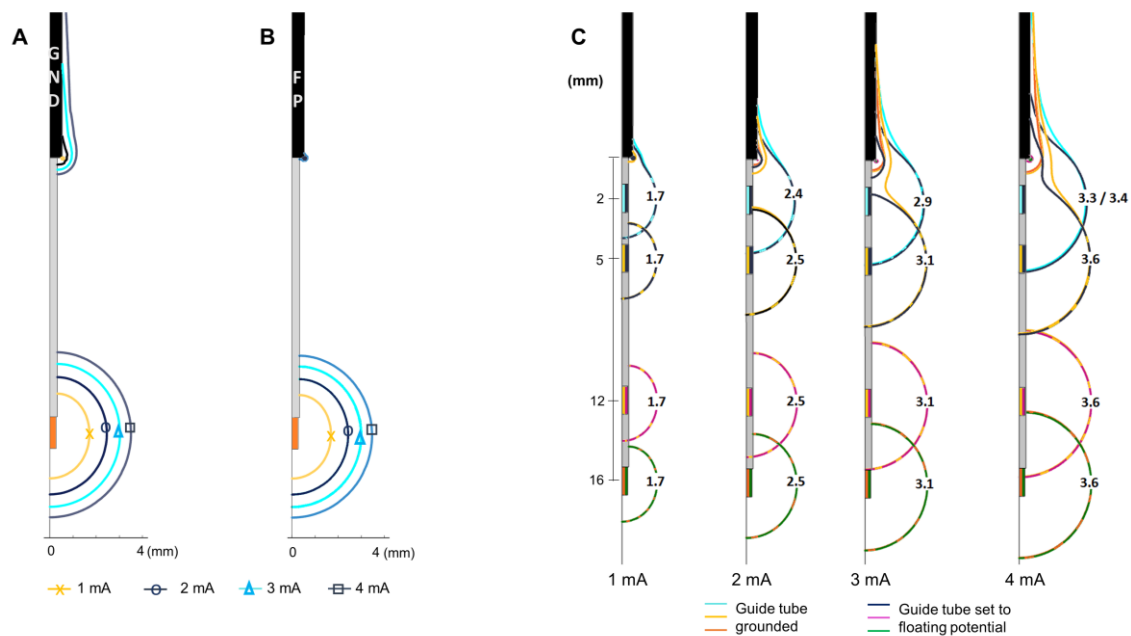 A
B
C
G
N
D
F
P
(mm)
2
5
12
16
1.7
1.7
1.7
1.7
2.4
2.5
2.5
2.5
2.9
3.1
3.1
3.1
3.3 / 3.4
3.6
3.6
3.6
0 4 (mm)
0 4 (mm)
1 mA 2 mA 3 mA 4 mA
1 mA 2 mA 3 mA 4 mA
Guide tube
grounded
Guide tube set to
floating potential